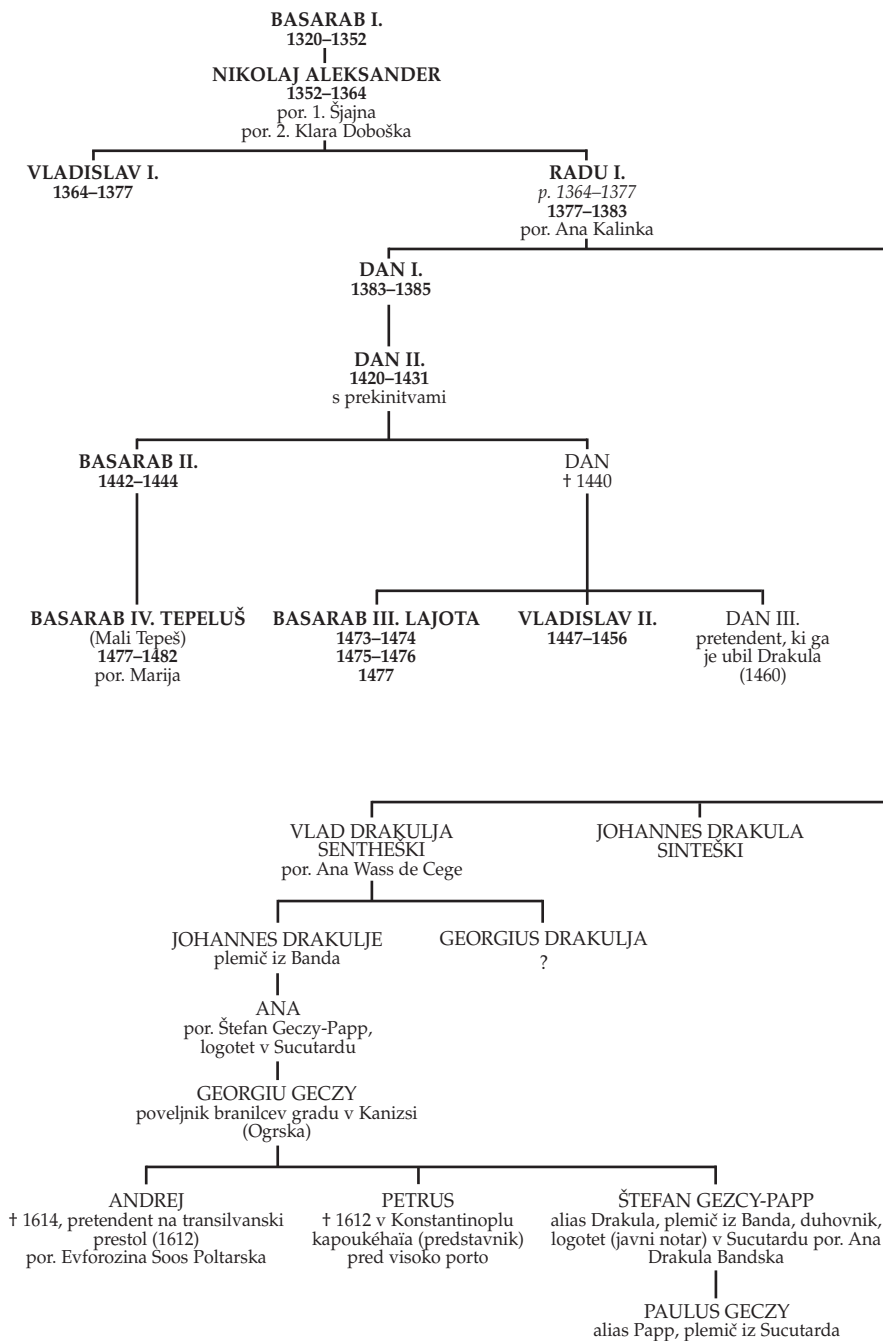 BASARAB I.
1320–1352
NIKOLAJ ALEKSANDER
1352–1364
por. 1. Šjajna
por. 2. Klara Doboška
VLADISLAV I.
1364–1377
RADU I.
p. 1364–1377
1377–1383
por. Ana Kalinka
DAN I.
1383–1385
DAN II.
1420–1431
s prekinitvami
BASARAB II.
1442–1444
DAN
† 1440
BASARAB IV. TEPELUŠ
(Mali Tepeš)
1477–1482
por. Marija
BASARAB III. LAJOTA
1473–1474
1475–1476
1477
VLADISLAV II.
1447–1456
DAN III.
pretendent, ki ga
je ubil Drakula
(1460)
VLAD DRAKULJA
SENTHEŠKI
por. Ana Wass de Cege
JOHANNES DRAKULA
SINTEŠKI
JOHANNES DRAKULJE
plemič iz Banda
GEORGIUS DRAKULJA
?
ANA
por. Štefan Geczy-Papp,
logotet v Sucutardu
GEORGIU GECZY
poveljnik branilcev gradu v Kanizsi
(Ogrska)
ANDREJ
† 1614, pretendent na transilvanski
prestol (1612)
por. Evforozina Soos Poltarska
PETRUS
† 1612 v Konstantinoplu
kapoukéhaïa (predstavnik)
pred visoko porto
ŠTEFAN GEZCY-PAPP
alias Drakula, plemič iz Banda, duhovnik,
logotet (javni notar) v Sucutardu por. Ana
Drakula Bandska
PAULUS GECZY
alias Papp, plemič iz Sucutarda